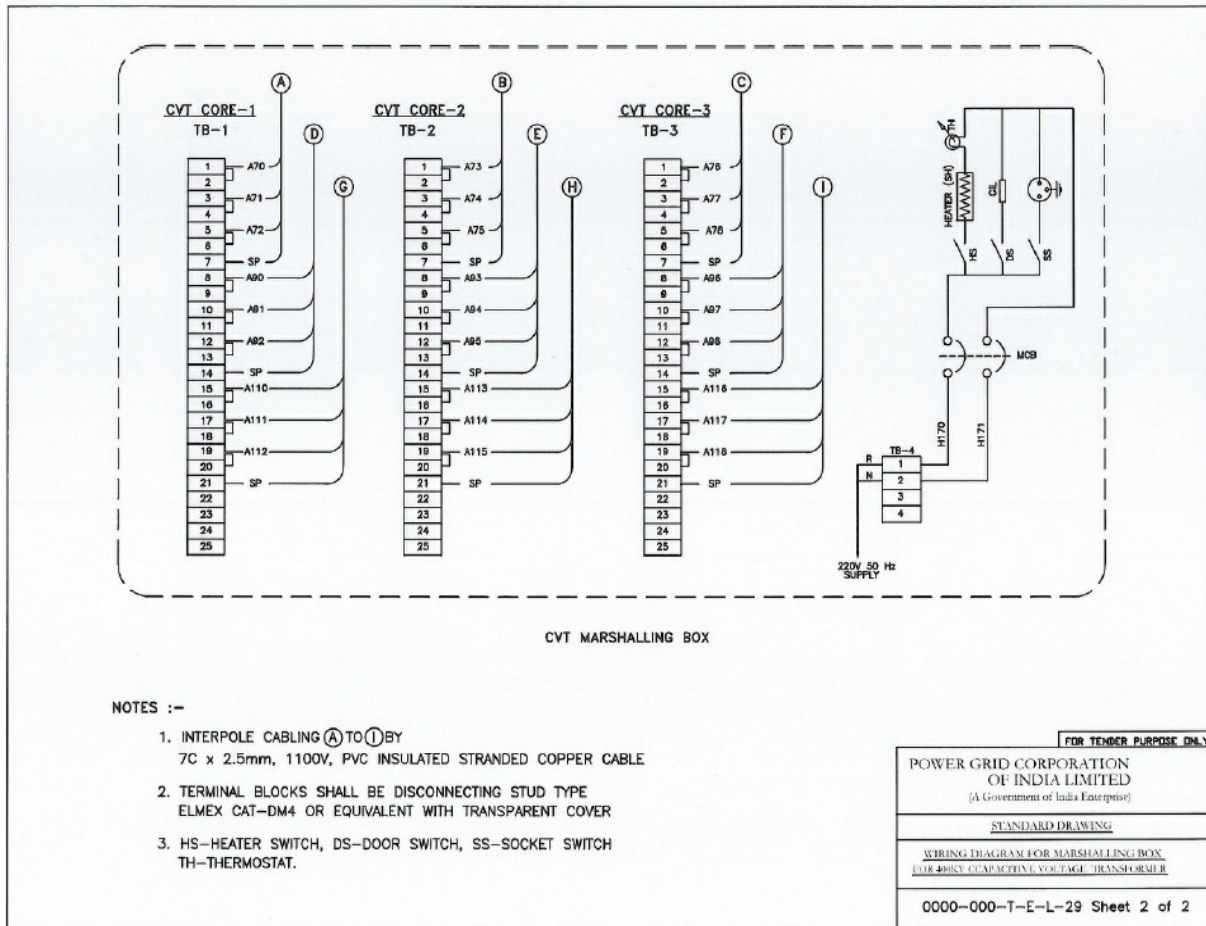 A
B
C
CVT CORE-1
TB-1
D
CVT CORE-2
TB-2
E
CVT CORE-3
TB-3
F
G
H
I
1 A70
2
3 A71
4
5 A72
6
7 SP
8 A90
9
10 A91
11
12 A92
13
14 SP
15 A110
16
17 A111
18
19 A112
20
21 SP
22
23
24
25
1 A73
2
3 A74
4
5 A75
6
7 SP
8 A93
9
10 A94
11
12 A95
13
14 SP
15 A113
16
17 A114
18
19 A115
20
21 SP
22
23
24
25
1 A76
2
3 A77
4
5 A78
6
7 SP
8 A96
9
10 A97
11
12 A98
13
14 SP
15 A116
16
17 A117
18
19 A118
20
21 SP
22
23
24
25
TH
HEATER (SH)
CIL
HS
DS
SS
MCB
H170
H171
TB-4
R
N
1
2
3
4
220V 50 Hz
SUPPLY
CVT MARSHALLING BOX
NOTES :-
1. INTERPOLE CABLING A TO I BY
7C x 2.5mm, 1100V, PVC INSULATED STRANDED COPPER CABLE
2. TERMINAL BLOCKS SHALL BE DISCONNECTING STUD TYPE
ELMEX CAT-DM4 OR EQUIVALENT WITH TRANSPARENT COVER
3. HS-HEATER SWITCH, DS-DOOR SWITCH, SS-SOCKET SWITCH
TH-THERMOSTAT.
FOR TENDER PURPOSE ONLY
POWER GRID CORPORATION
OF INDIA LIMITED
(A Government of India Enterprise)
STANDARD DRAWING
WIRING DIAGRAM FOR MARSHALLING BOX
FOR 400KV CCAPACITIVE VOLTAGE TRANSFORMER
0000-000-T-E-L-29 Sheet 2 of 2